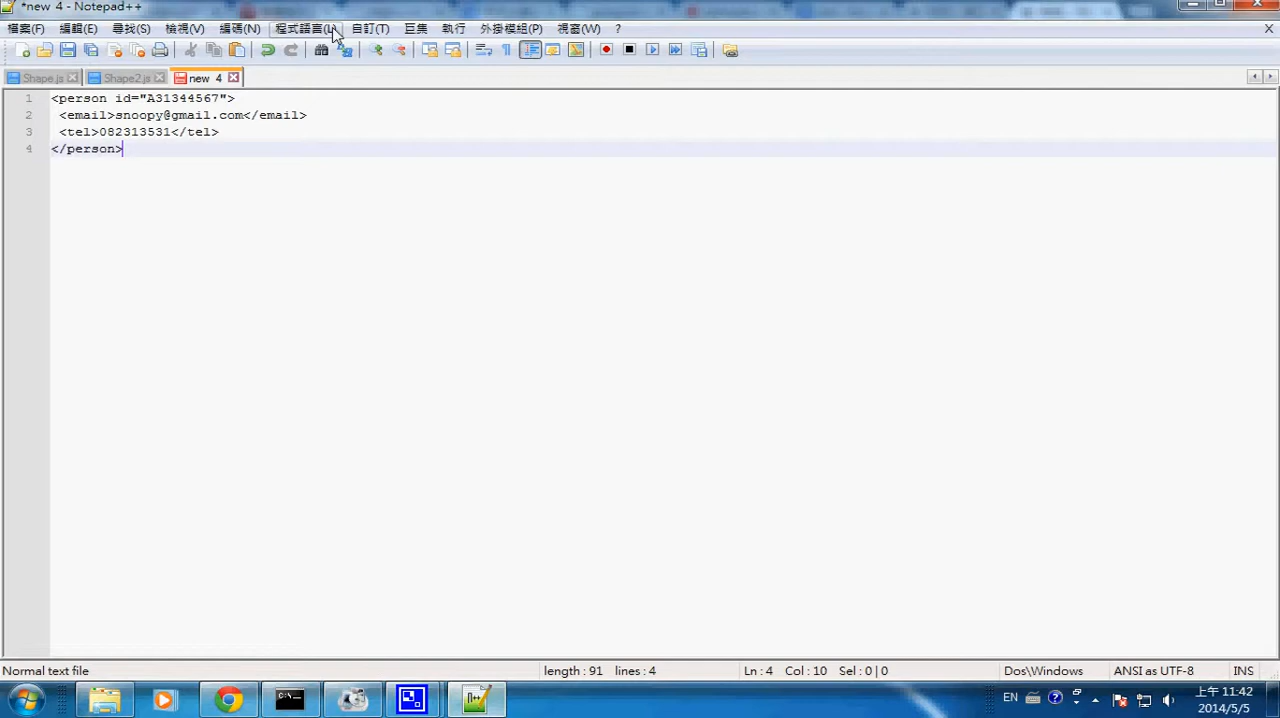 *new 4 - Notepad++
檔案(F) 編輯(E) 尋找(S) 檢視(V) 編碼(N) 程式語言(L) 自訂(T) 巨集 執行 外掛模組(P) 視窗(W) ?
Shape.js Shape2.js new 4
1 <person id="A31344567">
2 <email>snoopy@gmail.com</email>
3 <tel>082313531</tel>
4 </person>
Normal text file length : 91 lines : 4 Ln : 4 Col : 10 Sel : 0 | 0 Dos\Windows ANSI as UTF-8 INS
EN 上午 11:42
2014/5/5